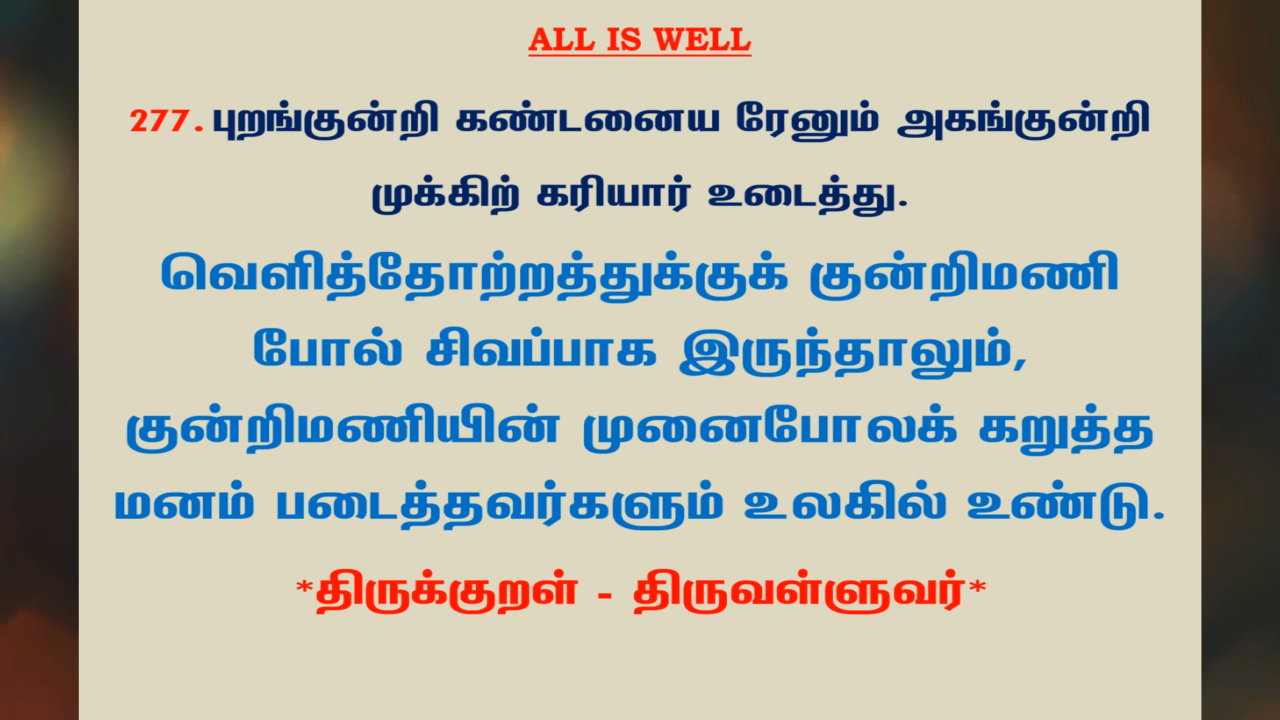 ALL IS WELL
277. புறங்குன்றி கண்டனைய ரேனும் அகங்குன்றி
முக்கிற் கரியார் உடைத்து.
வெளித்தோற்றத்துக்குக் குன்றிமணி
போல் சிவப்பாக இருந்தாலும்,
குன்றிமணியின் முனைபோலக் கறுத்த
மனம் படைத்தவர்களும் உலகில் உண்டு.
*திருக்குறள் - திருவள்ளுவர்*